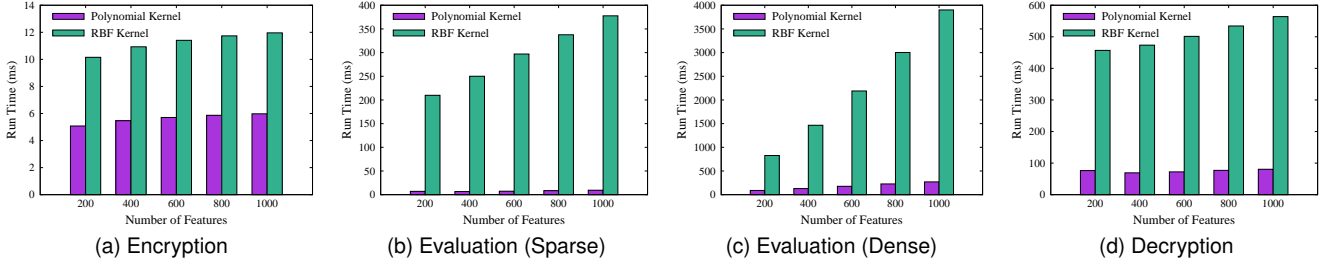 14
12
10
8
6
4
2
0
Run Time (ms)
Polynomial Kernel
RBF Kernel
200 400 600 800 1000
Number of Features
(a) Encryption
400
350
300
250
200
150
100
50
0
Run Time (ms)
Polynomial Kernel
RBF Kernel
200 400 600 800 1000
Number of Features
(b) Evaluation (Sparse)
4000
3500
3000
2500
2000
1500
1000
500
0
Run Time (ms)
Polynomial Kernel
RBF Kernel
200 400 600 800 1000
Number of Features
(c) Evaluation (Dense)
600
500
400
300
200
100
0
Run Time (ms)
Polynomial Kernel
RBF Kernel
200 400 600 800 1000
Number of Features
(d) Decryption